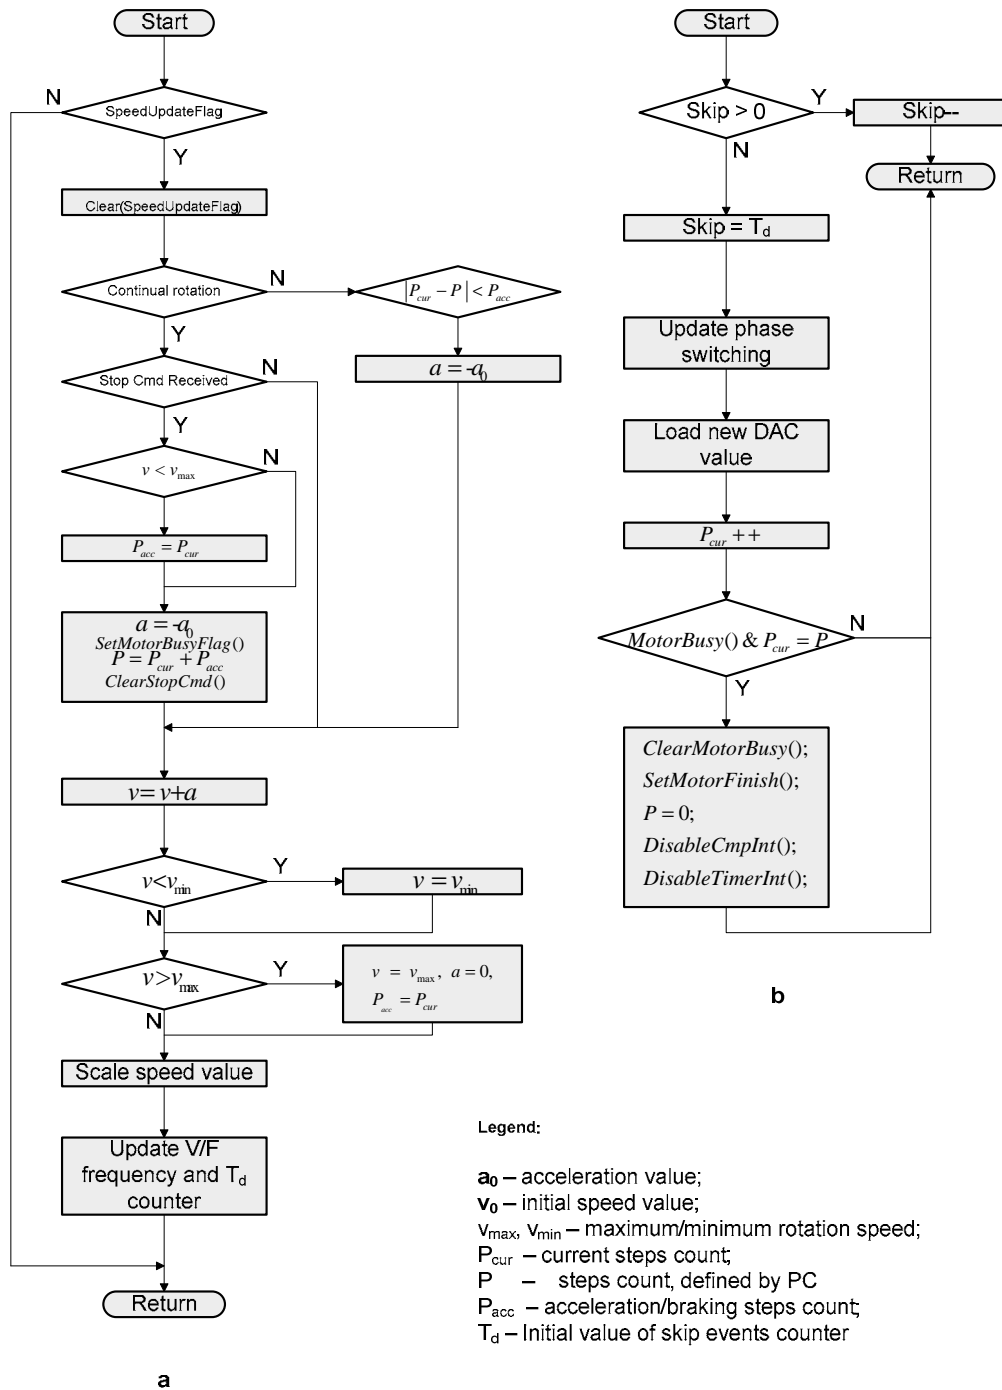 Start
N
SpeedUpdateFlag
Y
Clear(SpeedUpdateFlag)
Continual rotation
N
|P_cur − P| < P_acc
Y
a = -a_0
Stop Cmd Received
N
Y
v < v_max
N
P_acc = P_cur
a = -a_0
SetMotorBusyFlag()
P = P_cur + P_acc
ClearStopCmd()
v = v+a
v<v_min
Y
v = v_min
N
v>v_max
Y
v = v_max, a = 0,
P_acc = P_cur
N
Scale speed value
Update V/F
frequency and T_d
counter
Return
a
Start
Skip > 0
Y
Skip--
N
Return
Skip = T_d
Update phase
switching
Load new DAC
value
P_cur ++
MotorBusy() & P_cur = P
N
Y
ClearMotorBusy();
SetMotorFinish();
P = 0;
DisableCmpInt();
DisableTimerInt();
b
Legend:
a_0 – acceleration value;
v_0 – initial speed value;
v_max, v_min – maximum/minimum rotation speed;
P_cur – current steps count;
P – steps count, defined by PC
P_acc – acceleration/braking steps count;
T_d – Initial value of skip events counter